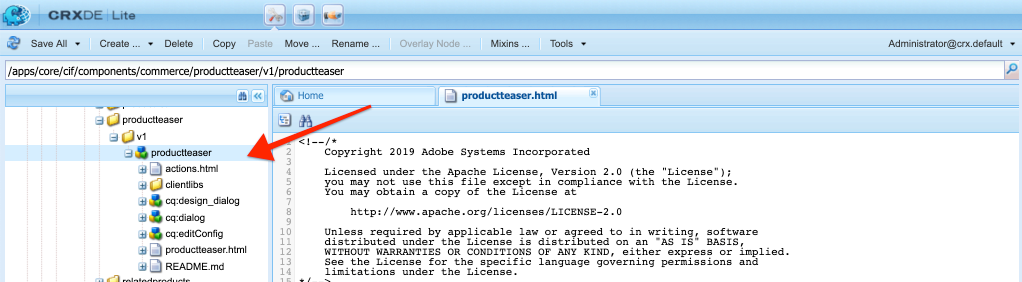 CRXDE | Lite
Save All Create ... Delete Copy Paste Move ... Rename ... Overlay Node ... Mixins ... Tools Administrator@crx.default
/apps/core/cif/components/commerce/productteaser/v1/productteaser
Home
productteaser.html
productteaser
v1
productteaser
actions.html
clientlibs
cq:design_dialog
cq:dialog
cq:editConfig
productteaser.html
README.md
relatedproducts
1 <!--/*
2 Copyright 2019 Adobe Systems Incorporated
3
4 Licensed under the Apache License, Version 2.0 (the "License");
5 you may not use this file except in compliance with the License.
6 You may obtain a copy of the License at
7
8 http://www.apache.org/licenses/LICENSE-2.0
9
10 Unless required by applicable law or agreed to in writing, software
11 distributed under the License is distributed on an "AS IS" BASIS,
12 WITHOUT WARRANTIES OR CONDITIONS OF ANY KIND, either express or implied.
13 See the License for the specific language governing permissions and
14 limitations under the License.
15 */-->